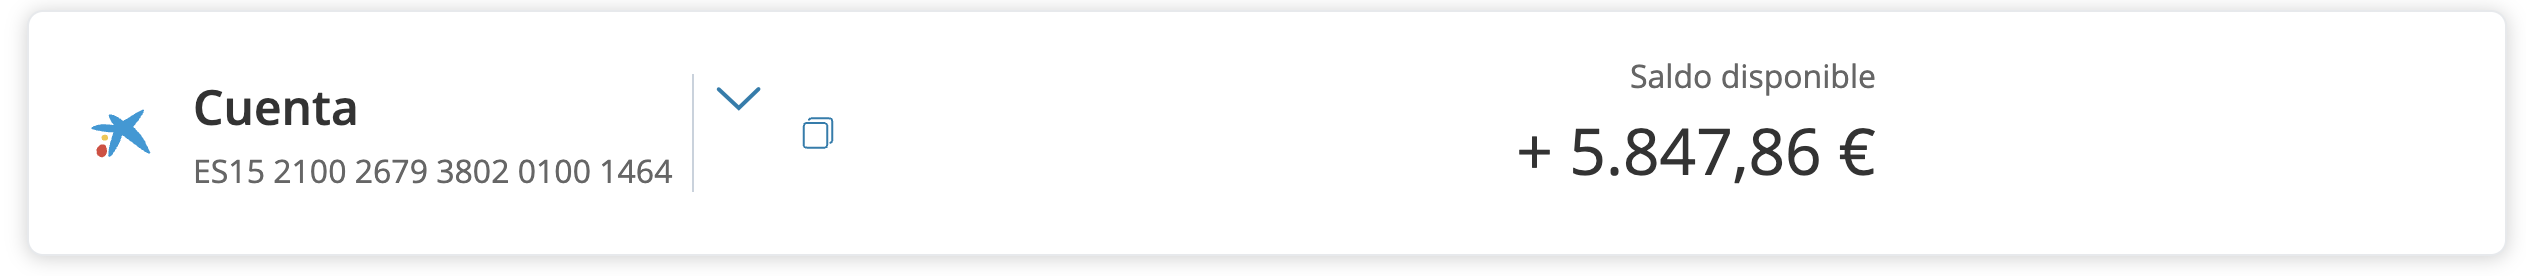 Cuenta
ES15 2100 2679 3802 0100 1464
Saldo disponible
+ 5.847,86 €